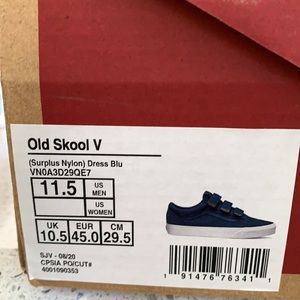 Old Skool V
(Surplus Nylon) Dress Blu
VN0A3D29QE7
11.5 US MEN
US WOMEN
UK EUR CM
10.5 45.0 29.5
SJV - 08/20
CPSIA PO/CUT#
4001090353
1 91476 76341 1